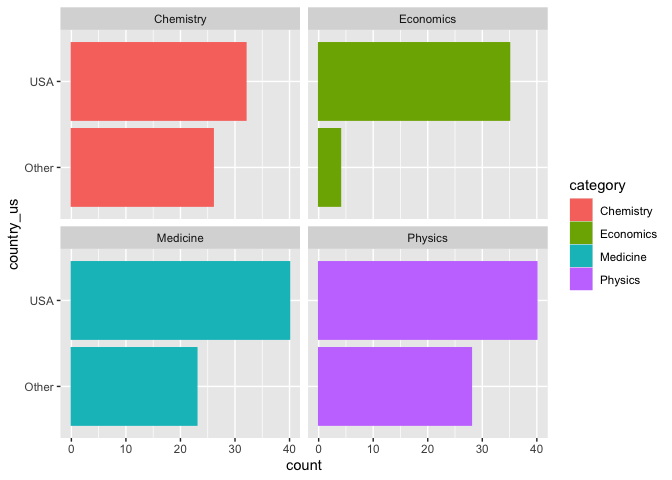 Chemistry
Economics
USA
Other
Medicine
Physics
USA
Other
0 10 20 30 40
0 10 20 30 40
count
country_us
category
Chemistry
Economics
Medicine
Physics